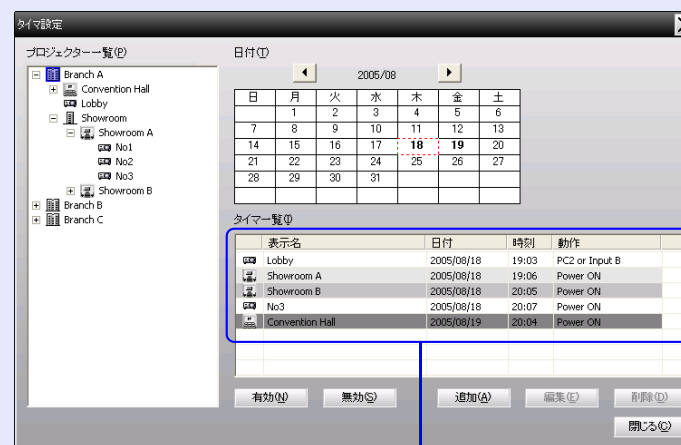 タイマ設定
プロジェクター一覧(P)
Branch A
Convention Hall
Lobby
Showroom
Showroom A
No1
No2
No3
Showroom B
Branch B
Branch C
日付(T)
2005/08
日 月 火 水 木 金 土
1 2 3 4 5 6
7 8 9 10 11 12 13
14 15 16 17 18 19 20
21 22 23 24 25 26 27
28 29 30 31
タイマー覧(I)
表示名 日付 時刻 動作
Lobby 2005/08/18 19:03 PC2 or Input B
Showroom A 2005/08/18 19:06 Power ON
Showroom B 2005/08/18 20:05 Power ON
No3 2005/08/18 20:07 Power ON
Convention Hall 2005/08/19 20:04 Power ON
有効(N) 無効(S) 追加(A) 編集(E) 削除(D)
閉じる(C)